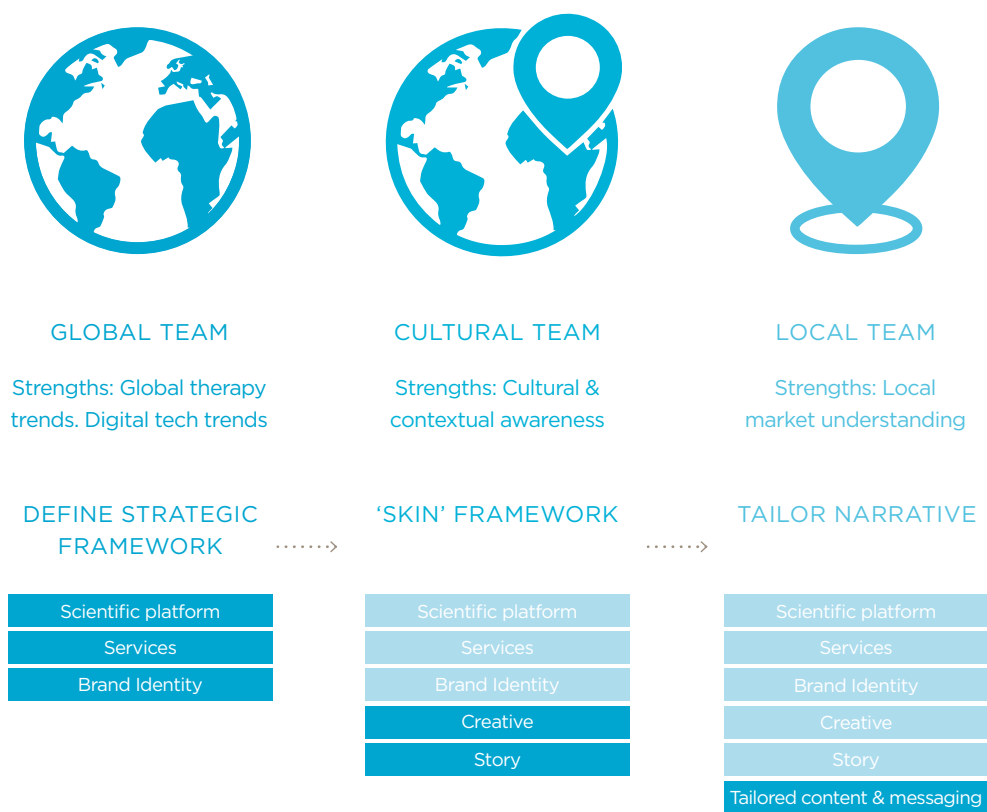 GLOBAL TEAM
Strengths: Global therapy
trends. Digital tech trends
DEFINE STRATEGIC
FRAMEWORK
Scientific platform
Services
Brand Identity
CULTURAL TEAM
Strengths: Cultural &
contextual awareness
‘SKIN’ FRAMEWORK
Scientific platform
Services
Brand Identity
Creative
Story
LOCAL TEAM
Strengths: Local
market understanding
TAILOR NARRATIVE
Scientific platform
Services
Brand Identity
Creative
Story
Tailored content & messaging